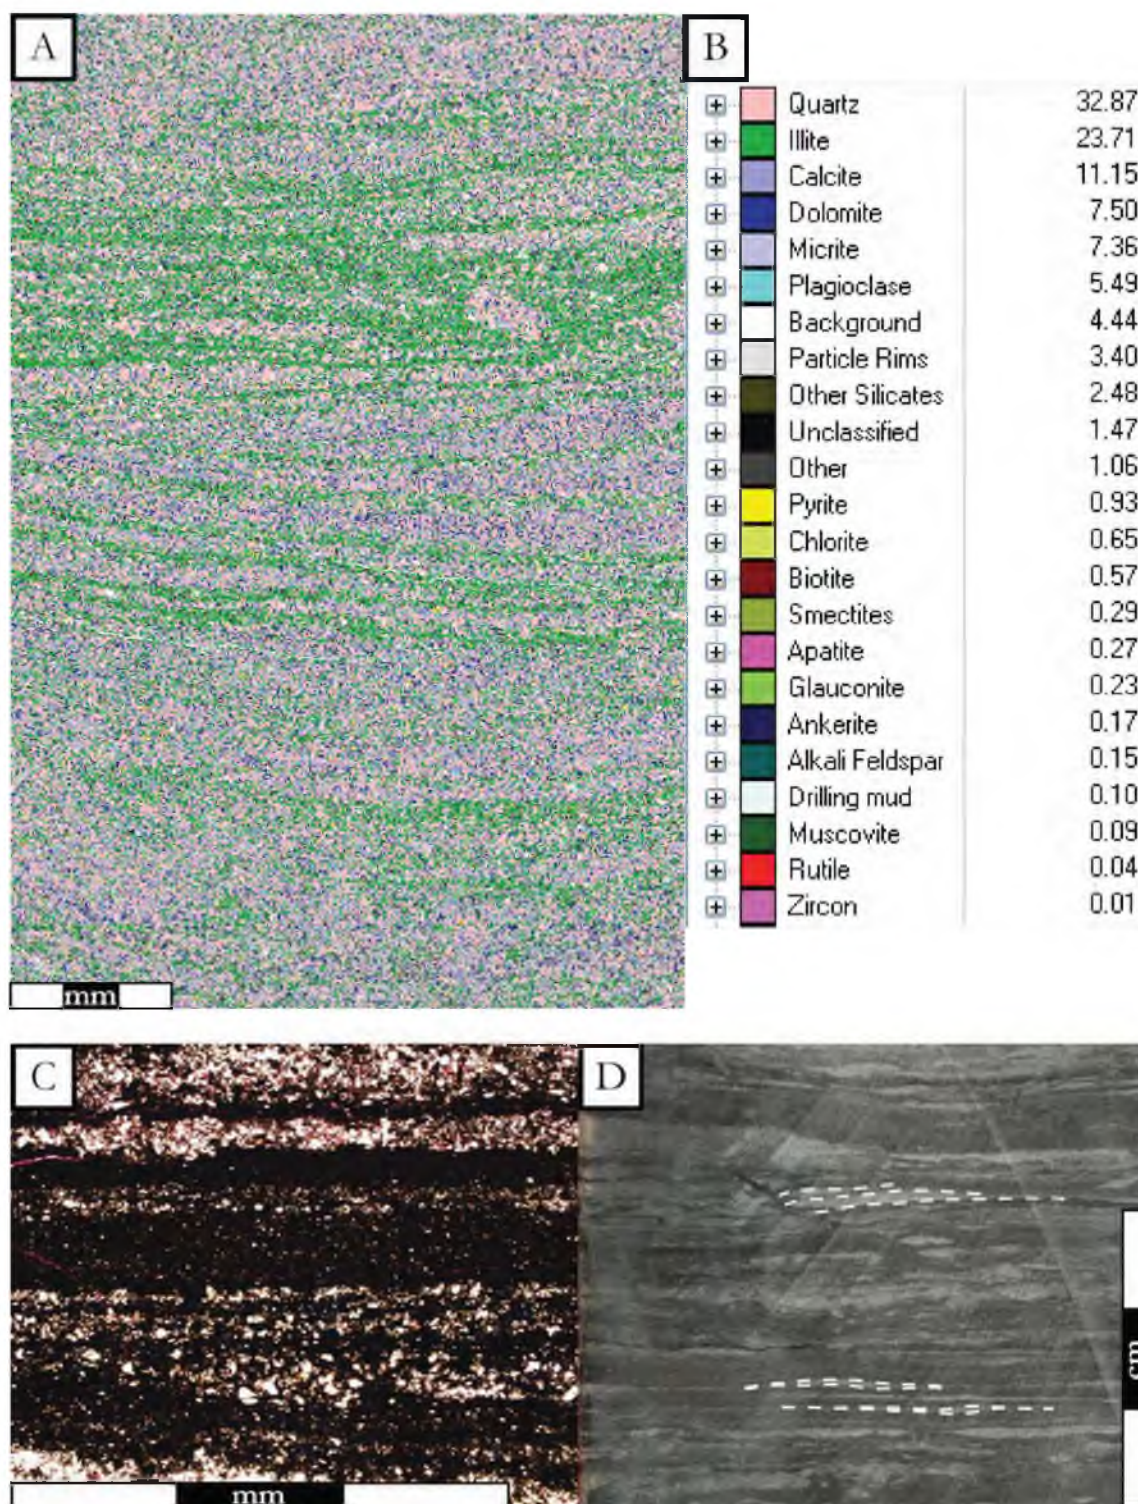 A
B
Quartz 32.87
Illite 23.71
Calcite 11.15
Dolomite 7.50
Micrite 7.36
Plagioclase 5.49
Background 4.44
Particle Rims 3.40
Other Silicates 2.48
Unclassified 1.47
Other 1.06
Pyrite 0.93
Chlorite 0.65
Biotite 0.57
Smectites 0.29
Apatite 0.27
Glauconite 0.23
Ankerite 0.17
Alkali Feldspar 0.15
Drilling mud 0.10
Muscovite 0.09
Rutile 0.04
Zircon 0.01
mm
C
D
cm
mm